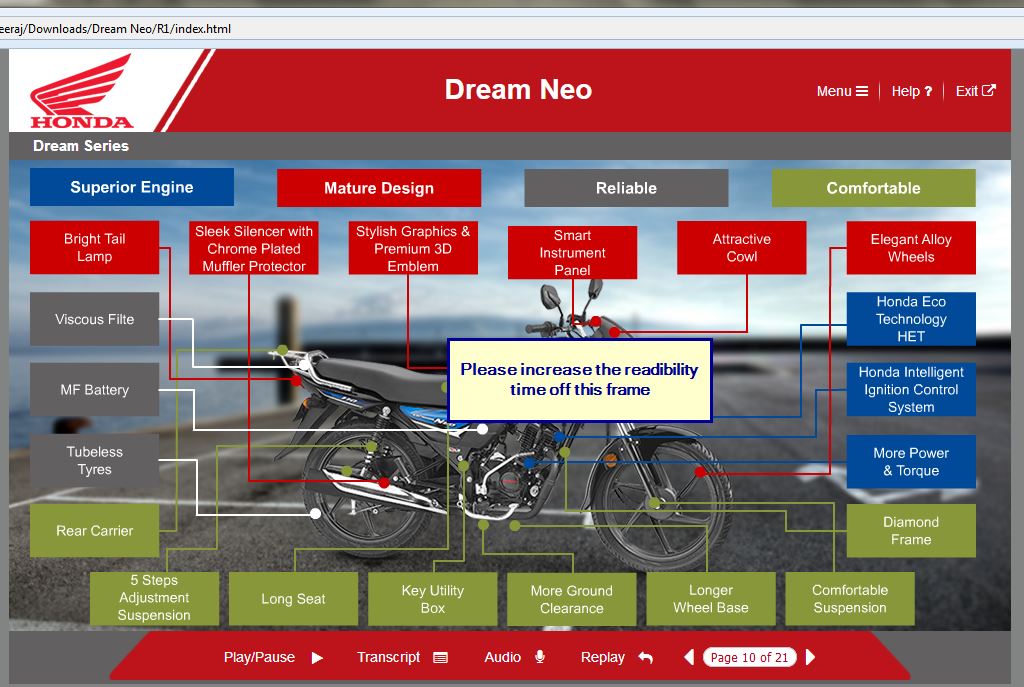 eeraj/Downloads/Dream Neo/R1/index.html
HONDA
Dream Neo
Menu
Help ?
Exit
Dream Series
Superior Engine
Mature Design
Reliable
Comfortable
Bright Tail
Lamp
Sleek Silencer with
Chrome Plated
Muffler Protector
Stylish Graphics &
Premium 3D
Emblem
Smart
Instrument
Panel
Attractive
Cowl
Elegant Alloy
Wheels
Viscous Filte
Honda Eco
Technology
HET
Please increase the readibility
time off this frame
MF Battery
Honda Intelligent
Ignition Control
System
Tubeless
Tyres
More Power
& Torque
Rear Carrier
Diamond
Frame
5 Steps
Adjustment
Suspension
Long Seat
Key Utility
Box
More Ground
Clearance
Longer
Wheel Base
Comfortable
Suspension
Play/Pause
Transcript
Audio
Replay
Page 10 of 21